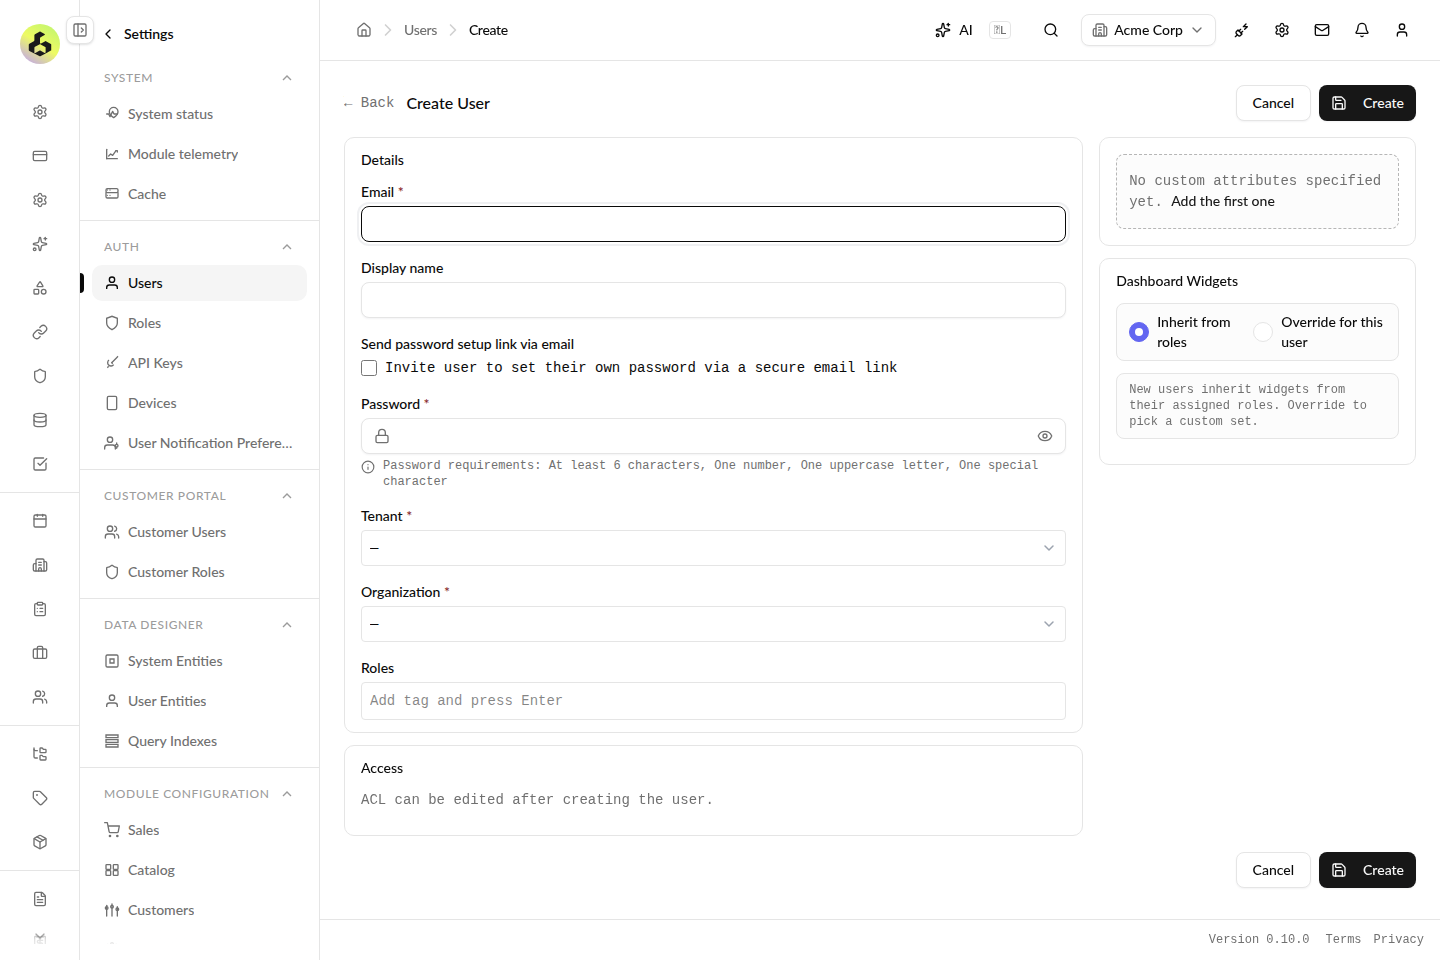 Settings
SYSTEM
System status
Module telemetry
Cache
AUTH
Users
Roles
API Keys
Devices
User Notification Prefere...
CUSTOMER PORTAL
Customer Users
Customer Roles
DATA DESIGNER
System Entities
User Entities
Query Indexes
MODULE CONFIGURATION
Sales
Catalog
Customers
Users
Create
AI
L
Acme Corp
← Back
Create User
Cancel
Create
Details
Email *
Display name
Send password setup link via email
Invite user to set their own password via a secure email link
Password *
Password requirements: At least 6 characters, One number, One uppercase letter, One special
character
Tenant *
—
Organization *
—
Roles
Add tag and press Enter
Access
ACL can be edited after creating the user.
No custom attributes specified
yet. Add the first one
Dashboard Widgets
Inherit from
roles
Override for this
user
New users inherit widgets from
their assigned roles. Override to
pick a custom set.
Cancel
Create
Version 0.10.0
Terms
Privacy